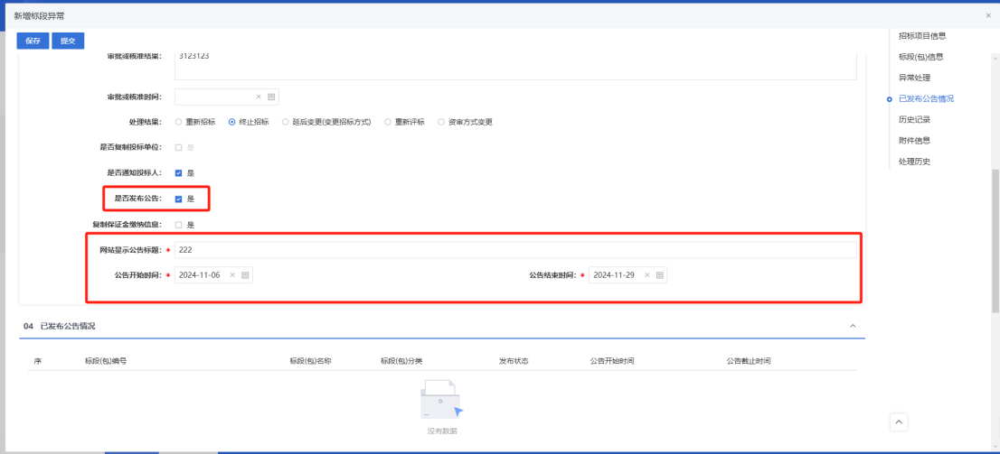 新增标段异常 ×
保存 提交
审批或核准结果: 3123123
审批或核准时间: ×
处理结果: 重新招标 终止招标 延后变更(变更招标方式) 重新评标 资审方式变更
是否复制投标单位: 是
是否通知投标人: 是
是否发布公告: 是
复制保证金缴纳信息: 是
网站显示公告标题: * 222
公告开始时间: * 2024-11-06 × 公告结束时间: * 2024-11-29 ×
04 已发布公告情况
序 标段(包)编号 标段(包)名称 标段(包)分类 发布状态 公告开始时间 公告截止时间
没有数据
招标项目信息
标段(包)信息
异常处理
已发布公告情况
历史记录
附件信息
处理历史